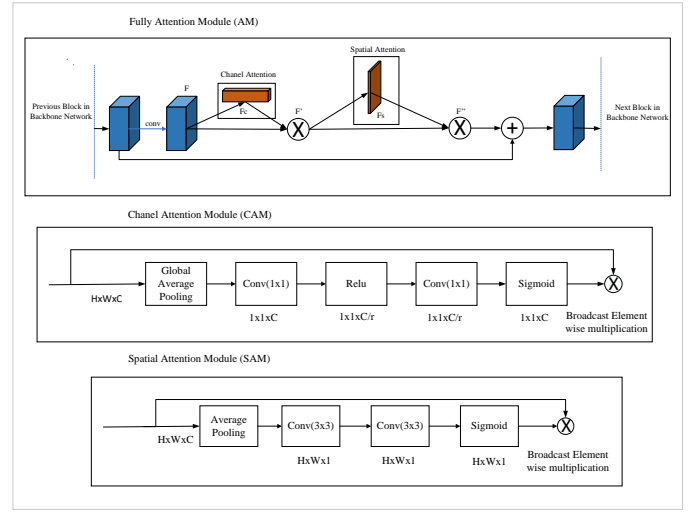 Fully Attention Module (AM)
Spatial Attention
Chanel Attention
F
Previous Block in
Backbone Network
conv
Fc
F'
Fs
F''
Next Block in
Backbone Network
X
X
+
Chanel Attention Module (CAM)
HxWxC
Global
Average
Pooling
Conv(1x1)
Relu
Conv(1x1)
Sigmoid
X
1x1xC
1x1xC/r
1x1xC/r
1x1xC
Broadcast Element
wise multiplication
Spatial Attention Module (SAM)
HxWxC
Average
Pooling
Conv(3x3)
Conv(3x3)
Sigmoid
X
HxWx1
HxWx1
HxWx1
Broadcast Element
wise multiplication